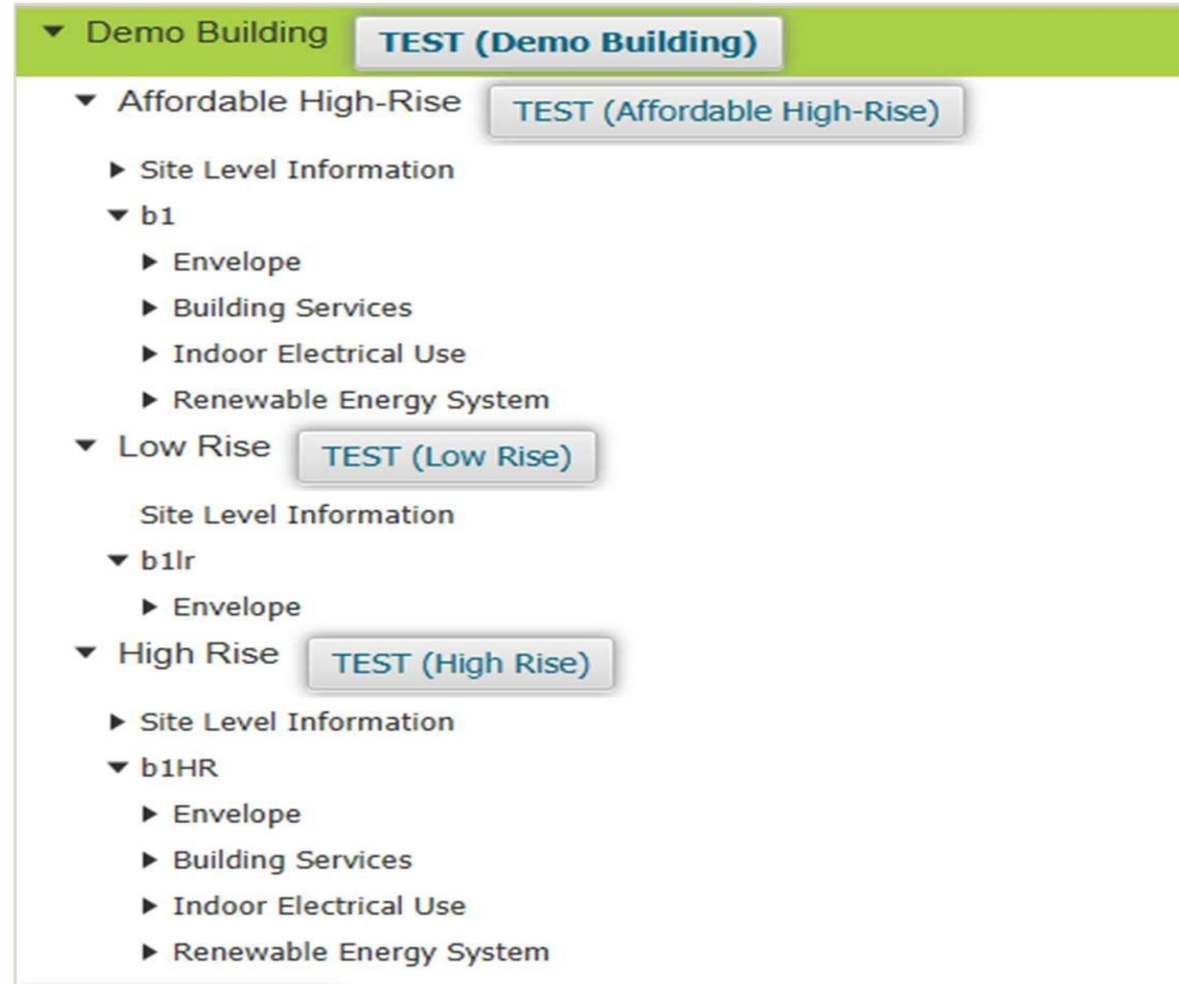 Demo Building TEST (Demo Building)
Affordable High-Rise TEST (Affordable High-Rise)
Site Level Information
b1
Envelope
Building Services
Indoor Electrical Use
Renewable Energy System
Low Rise TEST (Low Rise)
Site Level Information
b1lr
Envelope
High Rise TEST (High Rise)
Site Level Information
b1HR
Envelope
Building Services
Indoor Electrical Use
Renewable Energy System